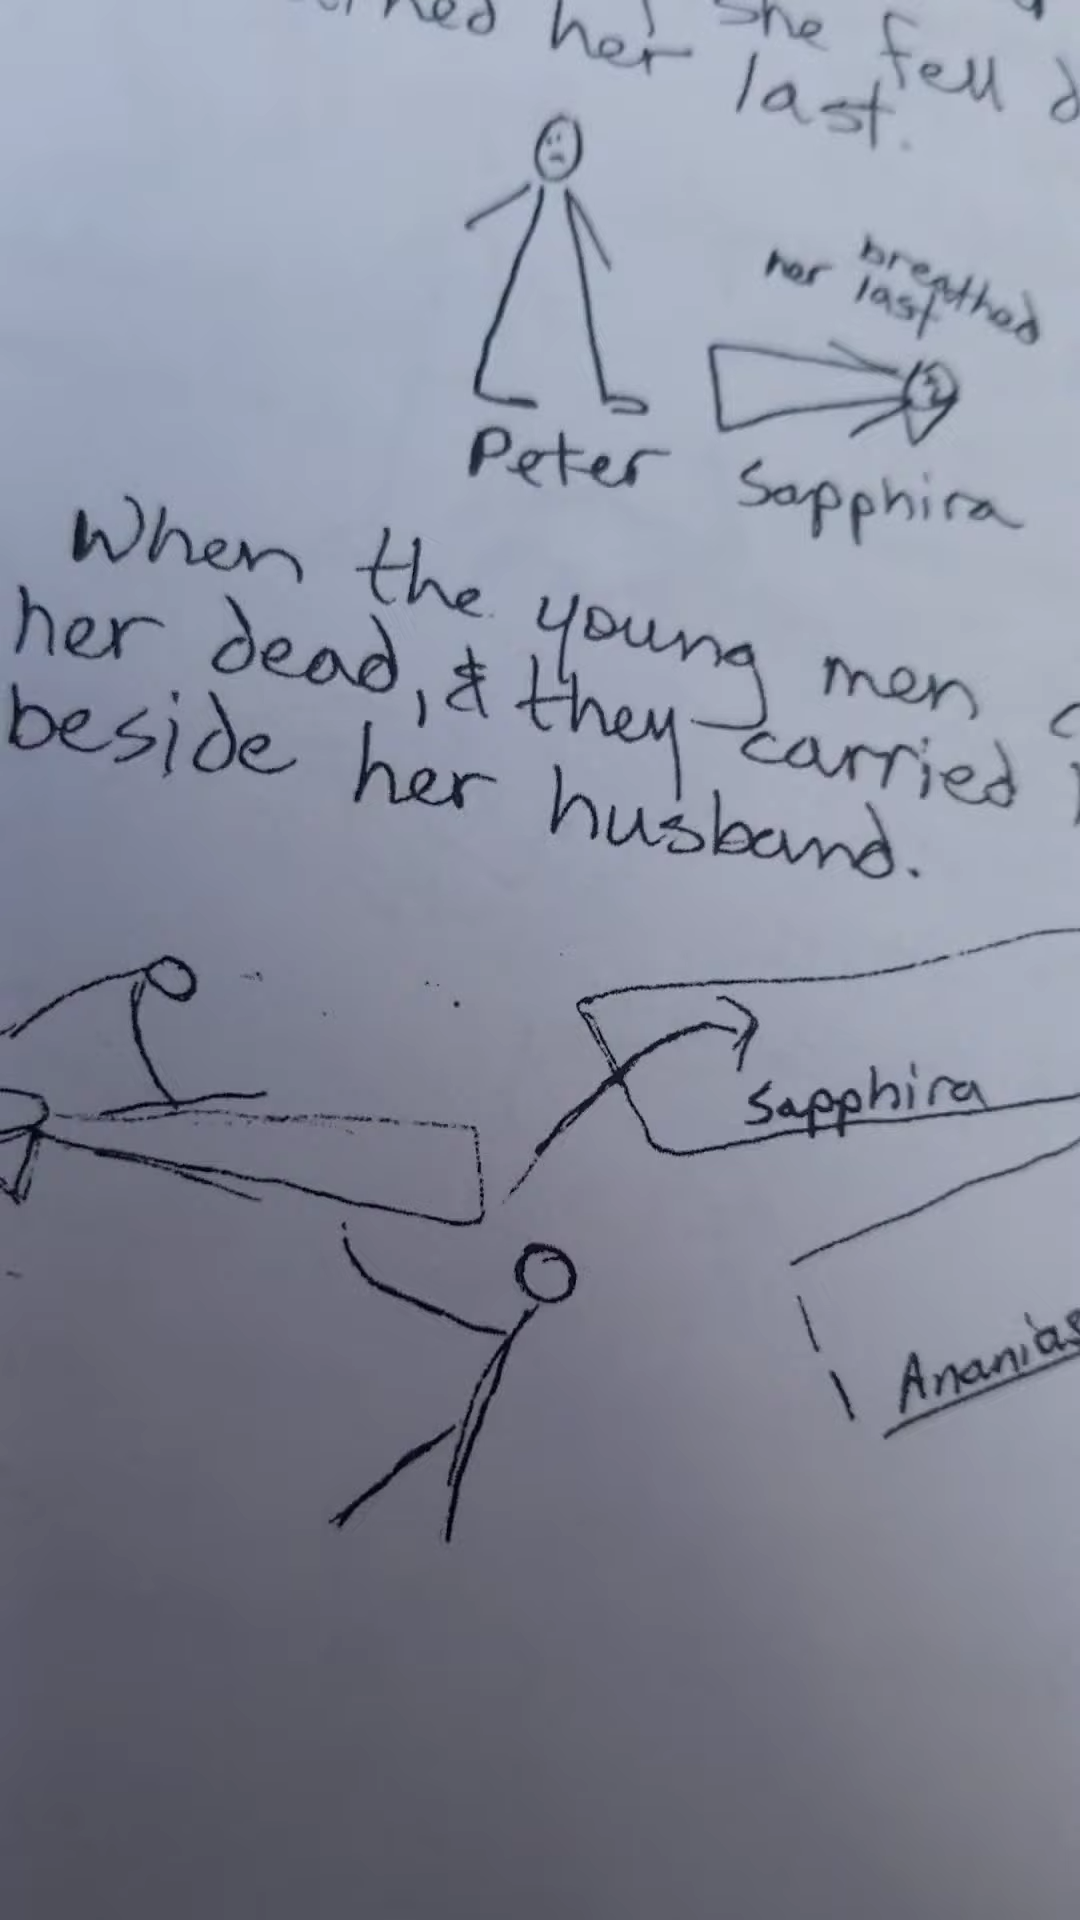 her! She fell
last.
her breathed
last
Peter Sapphira
When the young men
her dead, & they carried
beside her husband.
Sapphira
Ananias